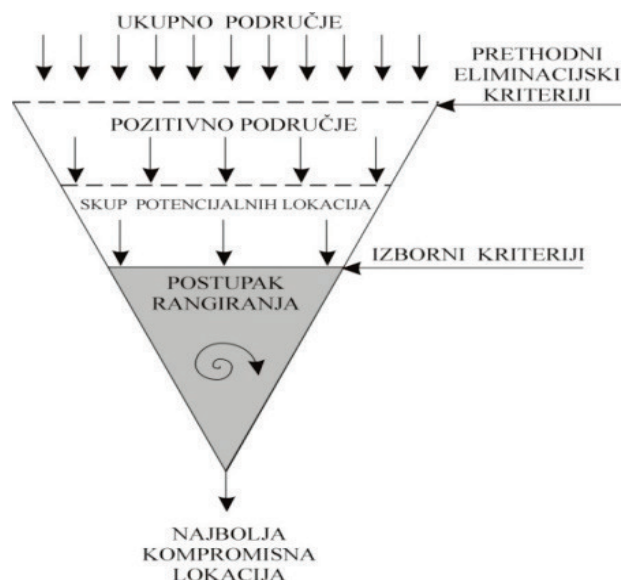 UKUPNO PODRUČJE
PRETHODNI
ELIMINACIJSKI
KRITERIJI
POZITIVNO PODRUČJE
SKUP POTENCIJALNIH LOKACIJA
IZBORNI KRITERIJI
POSTUPAK
RANGIRANJA
NAJBOLJA
KOMPROMISNA
LOKACIJA